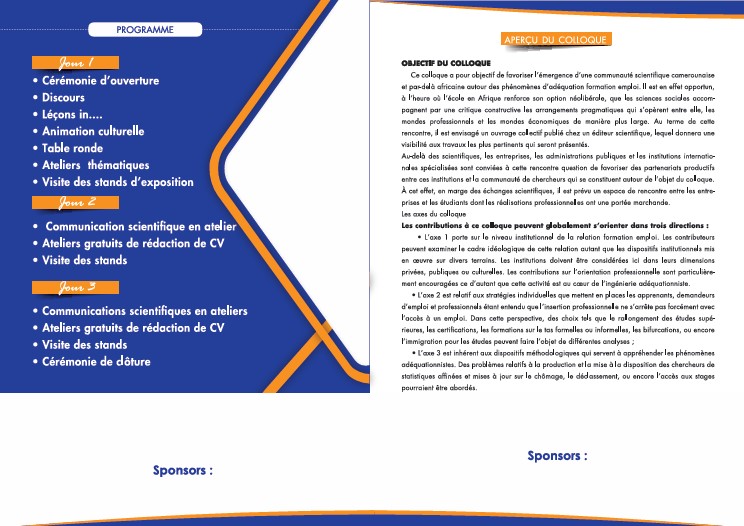 PROGRAMME
Jour 1
• Cérémonie d'ouverture
• Discours
• Léçons in....
• Animation culturelle
• Table ronde
• Ateliers thématiques
• Visite des stands d'exposition
Jour 2
• Communication scientifique en atelier
• Ateliers gratuits de rédaction de CV
• Visite des stands
Jour 3
• Communications scientifiques en ateliers
• Ateliers gratuits de rédaction de CV
• Visite des stands
• Cérémonie de clôture
Sponsors :
APERÇU DU COLLOQUE
OBJECTIF DU COLLOQUE
Ce colloque a pour objectif de favoriser l'émergence d'une communauté scientifique camerounaise
et par-delà africaine autour des phénomènes d'adéquation formation emploi. Il est en effet opportun,
à l'heure où l'école en Afrique renforce son option néolibérale, que les sciences sociales accom-
pagnent par une critique constructive les arrangements pragmatiques qui s'opèrent entre elle, les
mondes professionnels et les mondes économiques de manière plus large. Au terme de cette
rencontre, il est envisagé un ouvrage collectif publié chez un éditeur scientifique, lequel donnera une
visibilité aux travaux les plus pertinents qui seront présentés.
Au-delà des scientifiques, les entreprises, les administrations publiques et les institutions internatio-
nales spécialisées sont conviées à cette rencontre question de favoriser des partenariats productifs
entre ces institutions et la communauté de chercheurs qui se constituent autour de l'objet du colloque.
À cet effet, en marge des échanges scientifiques, il est prévu un espace de rencontre entre les entre-
prises et les étudiants dont les réalisations professionnelles ont une portée marchande.
Les axes du colloque
Les contributions à ce colloque peuvent globalement s'orienter dans trois directions :
• L'axe 1 porte sur le niveau institutionnel de la relation formation emploi. Les contributeurs
peuvent examiner le cadre idéologique de cette relation autant que les dispositifs institutionnels mis
en œuvre sur divers terrains. Les institutions doivent être considérées ici dans leurs dimensions
privées, publiques ou culturelles. Les contributions sur l'orientation professionnelle sont particulière-
ment encouragées d'autant que cette activité est au cœur de l'ingénierie adéquationniste.
• L'axe 2 est relatif aux stratégies individuelles que mettent en places les apprenants, demandeurs
d'emploi et professionnels étant entendu que l'insertion professionnelle ne s'arrête pas forcément avec
l'accès à un emploi. Dans cette perspective, des choix tels que le rallongement des études supé-
rieures, les certifications, les formations sur le tas formelles ou informelles, les bifurcations, ou encore
l'immigration pour les études peuvent faire l'objet de différentes analyses ;
• L'axe 3 est inhérent aux dispositifs méthodologiques qui servent à appréhender les phénomènes
adéquationnistes. Des problèmes relatifs à la production et la mise à la disposition des chercheurs de
statistiques affinées et mises à jour sur le chômage, le déclassement, ou encore l'accès aux stages
pourraient être abordés.
Sponsors :